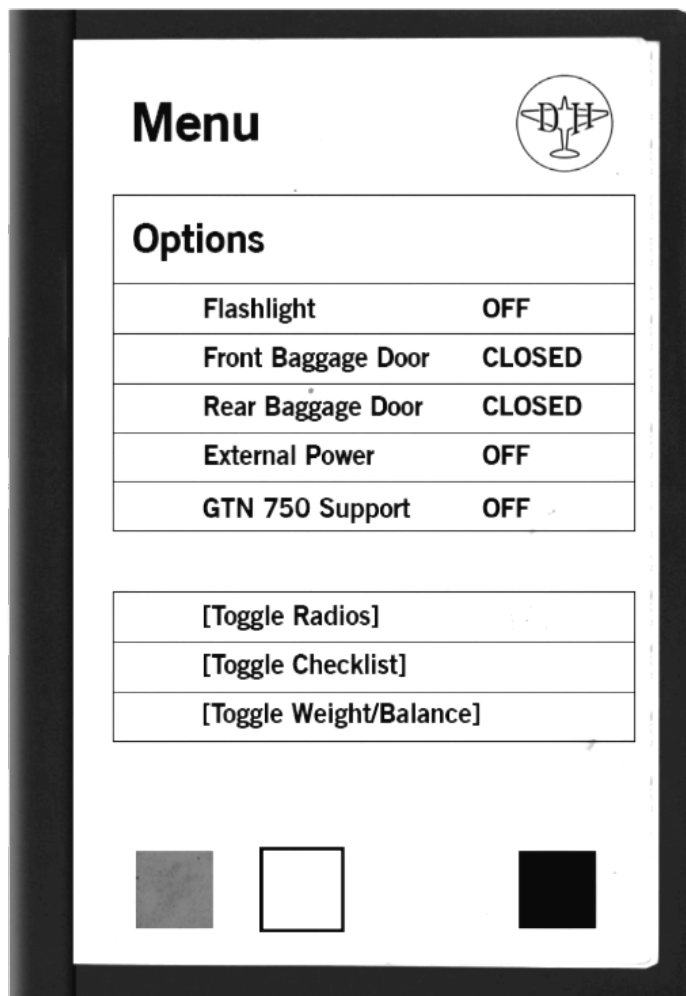 Menu
DH
Options
Flashlight OFF
Front Baggage Door CLOSED
Rear Baggage Door CLOSED
External Power OFF
GTN 750 Support OFF
[Toggle Radios]
[Toggle Checklist]
[Toggle Weight/Balance]